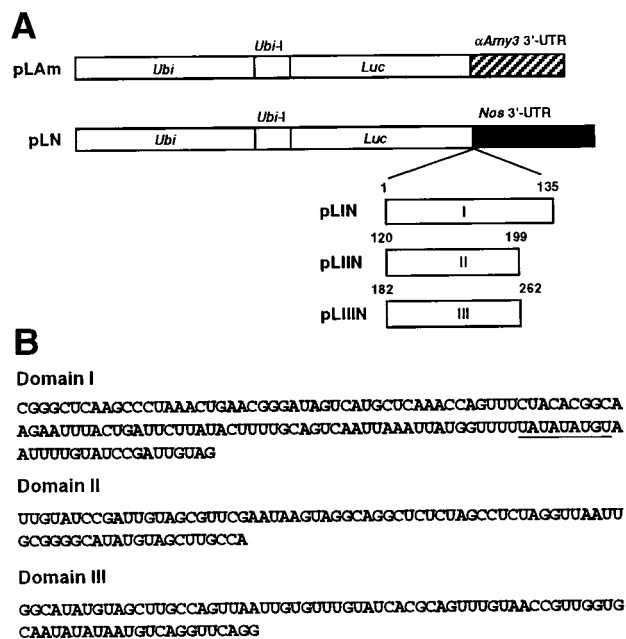 A
Ubi-I
αAmy3 3'-UTR
pLAm
Ubi
Luc
Ubi-I
Nos 3'-UTR
pLN
Ubi
Luc
1
135
pLIN
I
120
199
pLIIN
II
182
262
pLIIIN
III
B
Domain I
CGGGCUCAAGCCCUAAACUGAACGGGAUAGUCAUGCUCAAACCAGUUUCUACACGGCA
AGAAUUUACUGAUUCUUAUACUUUUGCAGUCAAUUAAAUUAUGGUUUUUAUAUAUGUA
AUUUUGUAUCCGAUUGUAG
Domain II
UUGUAUCCGAUUGUAGCGUUCGAAUAAGUAGGCAGGCUCUCUAGCCUCUAGGUUAAUU
GCGGGGCAUAUGUAGCUUGCCA
Domain III
GGCAUAUGUAGCUUGCCAGUUAAUUGUGUUUGUAUCACGCAGUUUGUAACCGUUGGUG
CAAUAUAUAAUGUCAGGUUCAGG